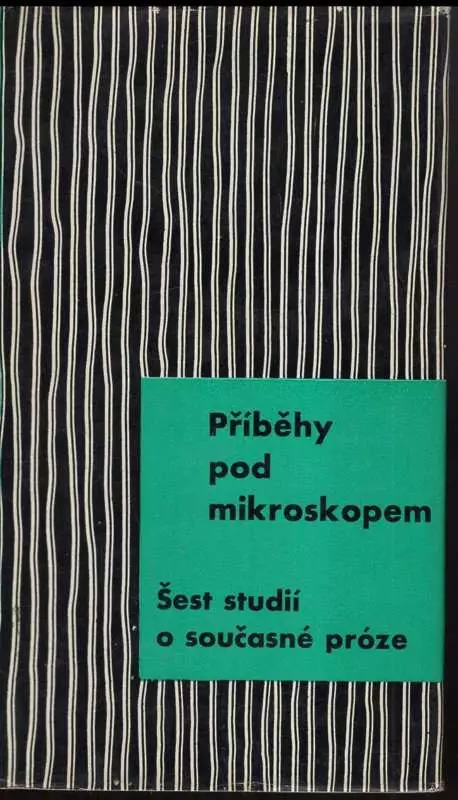 Příběhy
pod
mikroskopem
Šest studií
o současné próze